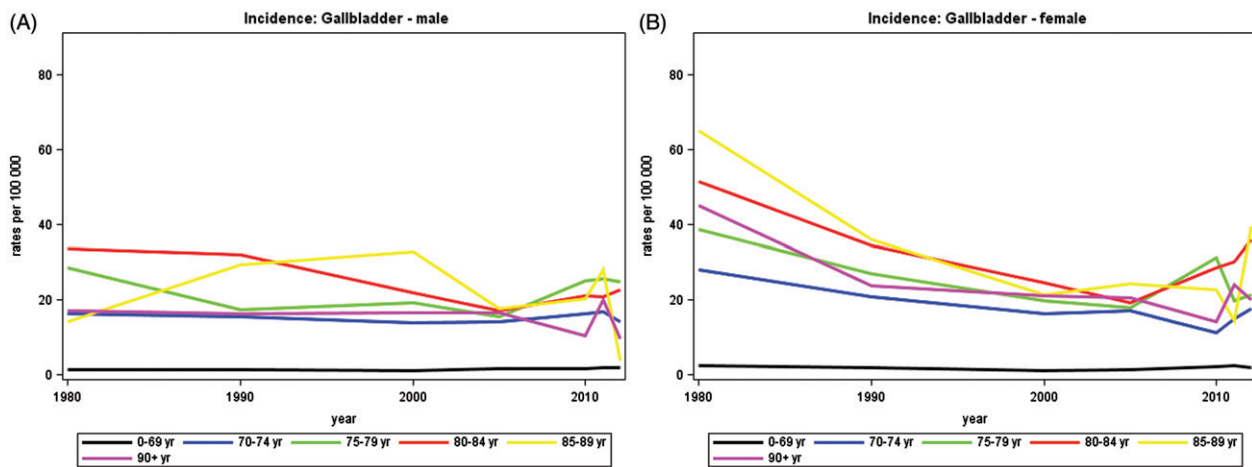 (A)
Incidence: Gallbladder - male
80
60
40
20
0
rates per 100 000
1980
1990
2000
2010
year
0-69 yr 70-74 yr 75-79 yr 80-84 yr 85-89 yr
90+ yr
(B)
Incidence: Gallbladder - female
80
60
40
20
0
rates per 100 000
1980
1990
2000
2010
year
0-69 yr 70-74 yr 75-79 yr 80-84 yr 85-89 yr
90+ yr